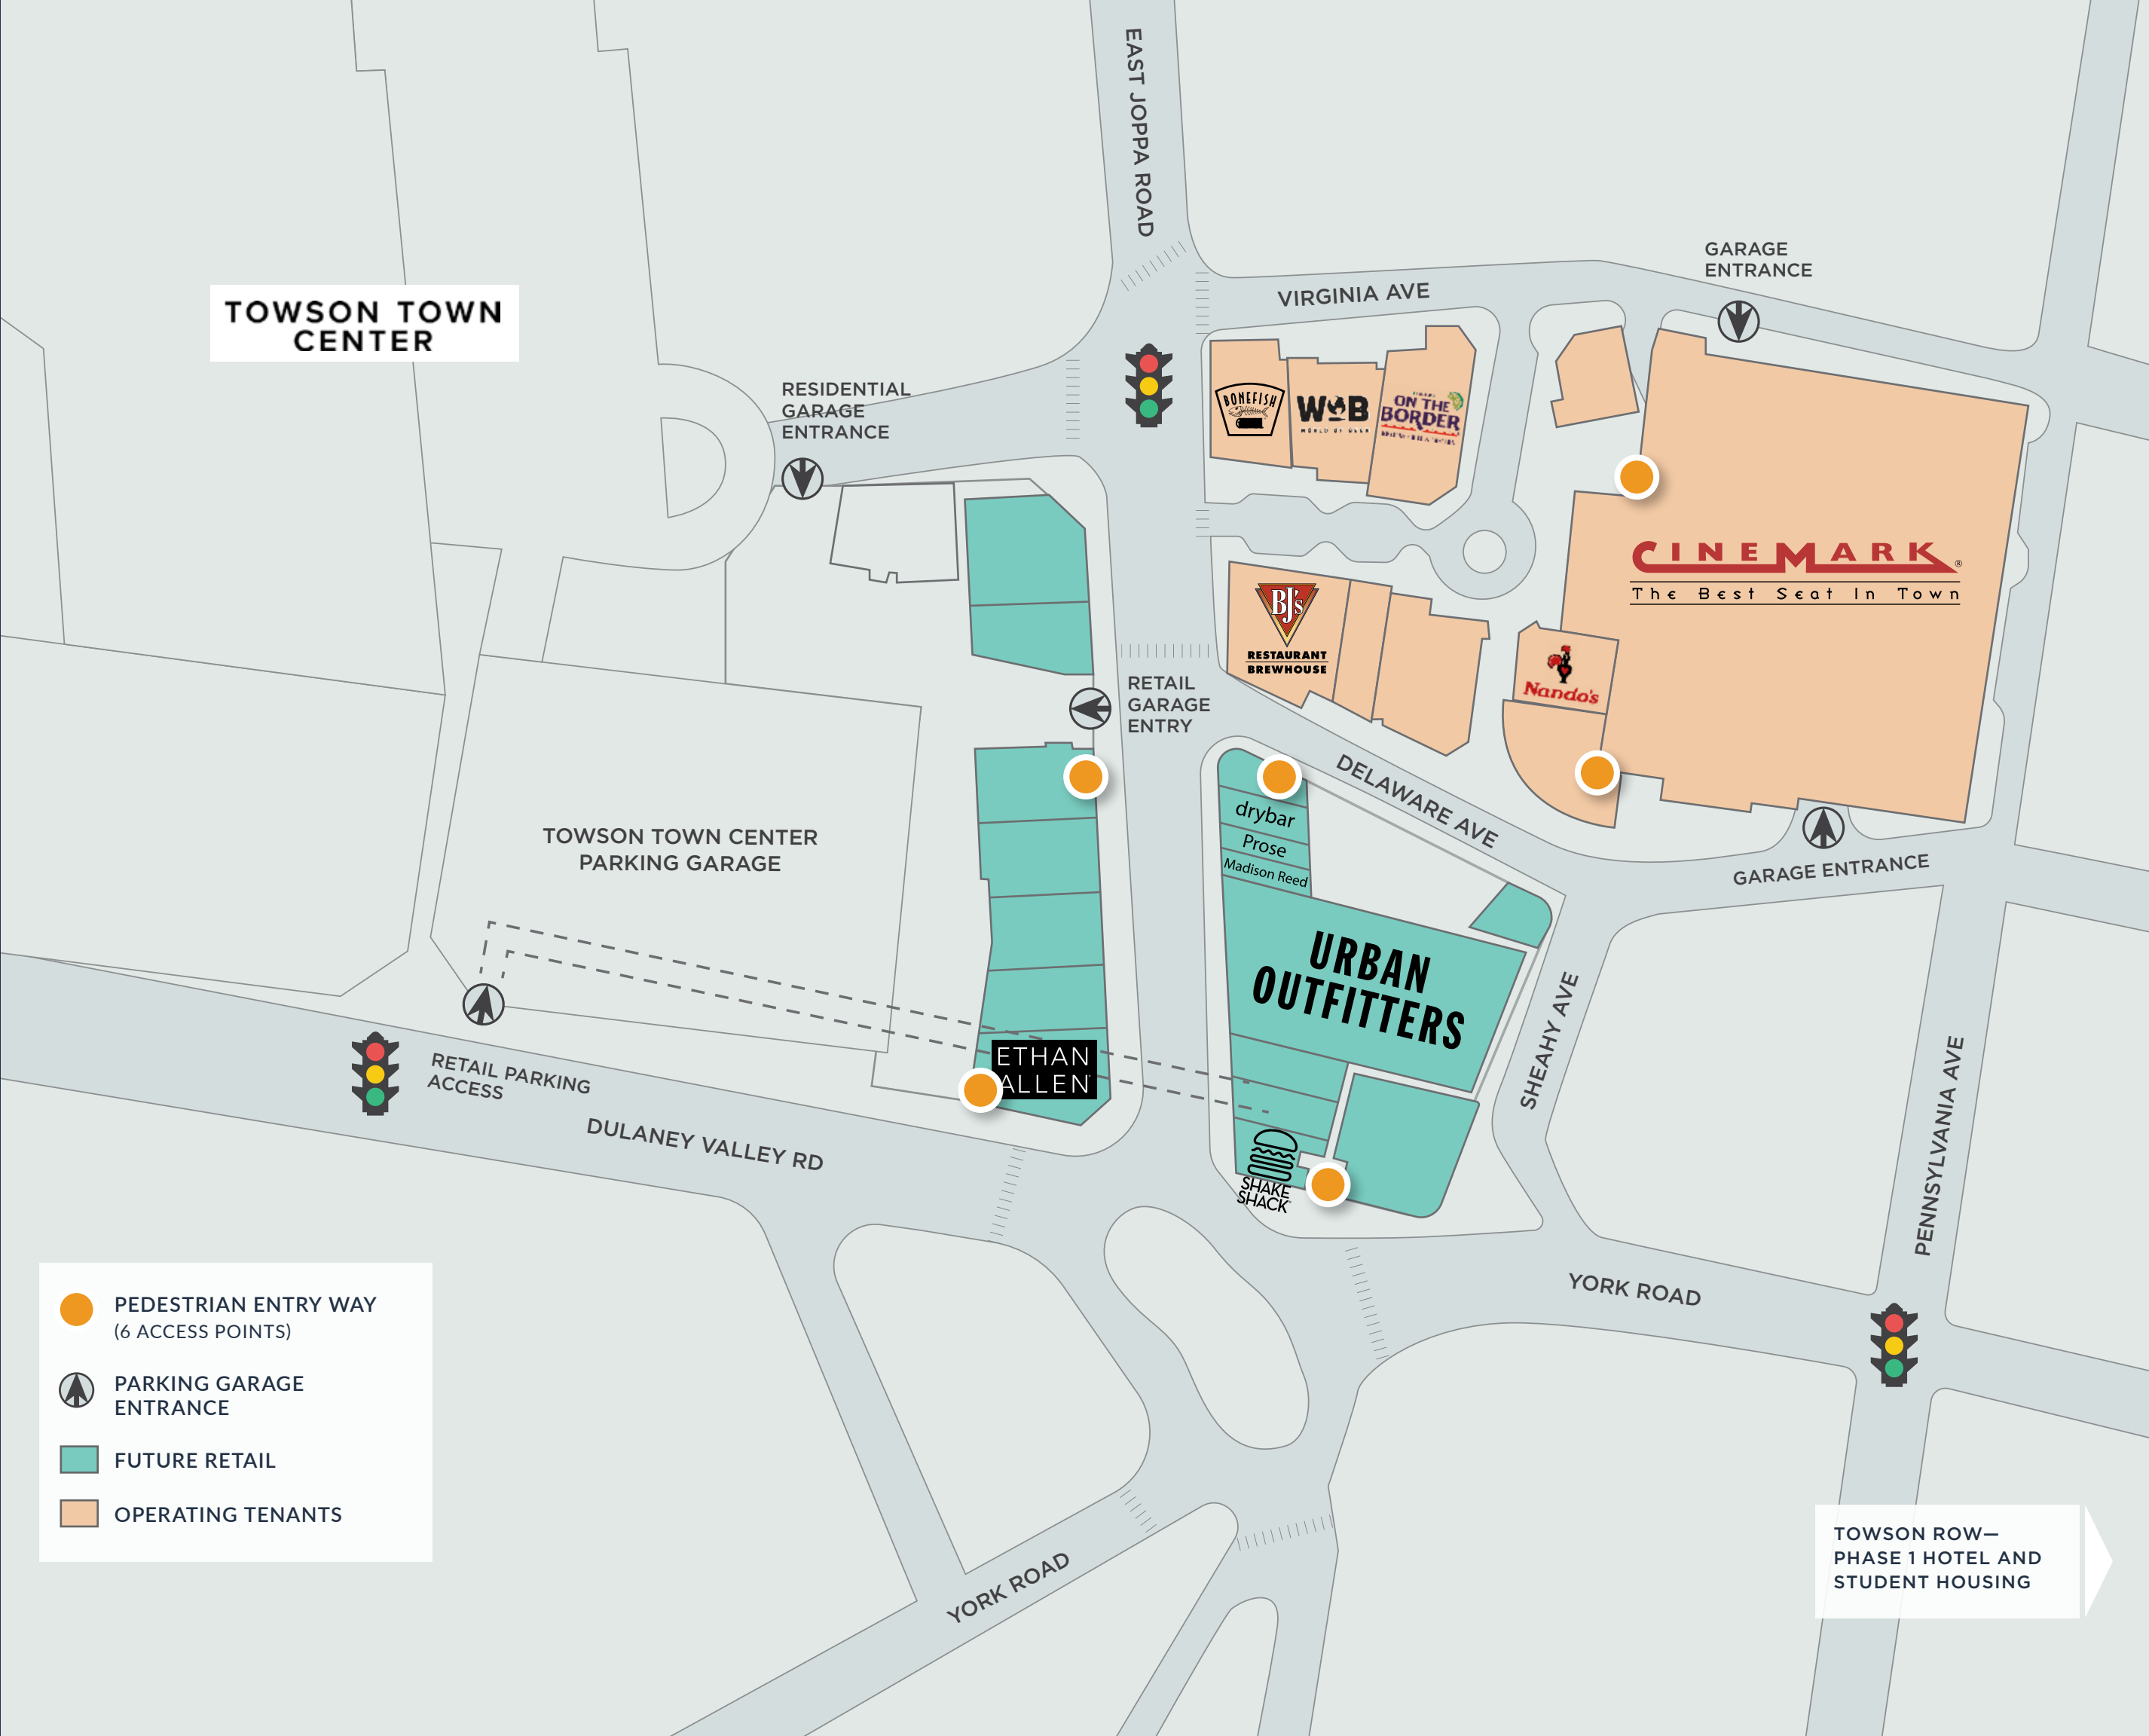 EAST JOPPA ROAD
GARAGE
ENTRANCE
VIRGINIA AVE
TOWSON TOWN
CENTER
RESIDENTIAL
GARAGE
ENTRANCE
BONEFISH
GRILL
WOB
WORLD OF BEER
ON THE
BORDER
CINEMARK®
The Best Seat In Town
BJ's
RESTAURANT
BREWHOUSE
Nando's
RETAIL
GARAGE
ENTRY
DELAWARE AVE
drybar
Prose
Madison Reed
TOWSON TOWN CENTER
PARKING GARAGE
GARAGE ENTRANCE
URBAN
OUTFITTERS
SHEAHY AVE
ETHAN
ALLEN
RETAIL PARKING
ACCESS
DULANEY VALLEY RD
SHAKE
SHACK
PENNSYLVANIA AVE
YORK ROAD
PEDESTRIAN ENTRY WAY
(6 ACCESS POINTS)
PARKING GARAGE
ENTRANCE
FUTURE RETAIL
OPERATING TENANTS
YORK ROAD
TOWSON ROW—
PHASE 1 HOTEL AND
STUDENT HOUSING